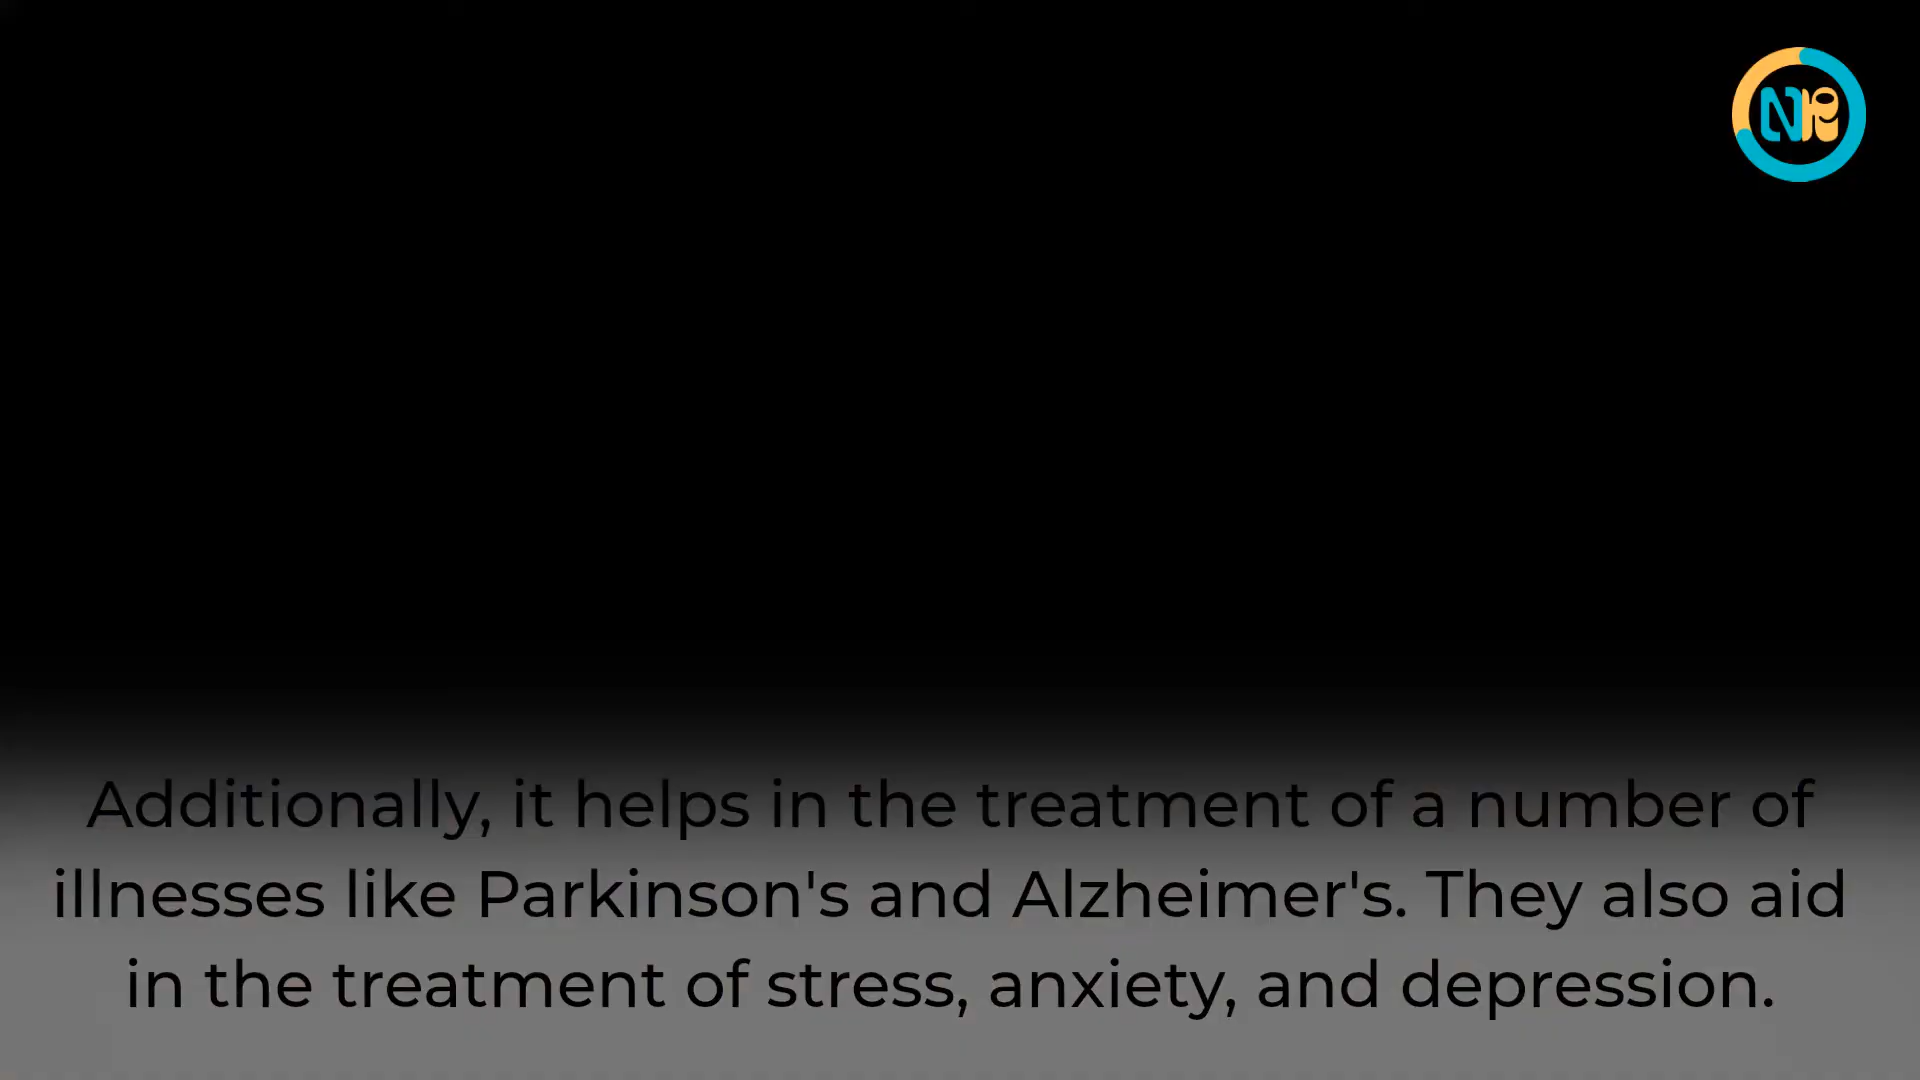 Additionally, it helps in the treatment of a number of
illnesses like Parkinson's and Alzheimer's. They also aid
in the treatment of stress, anxiety, and depression.